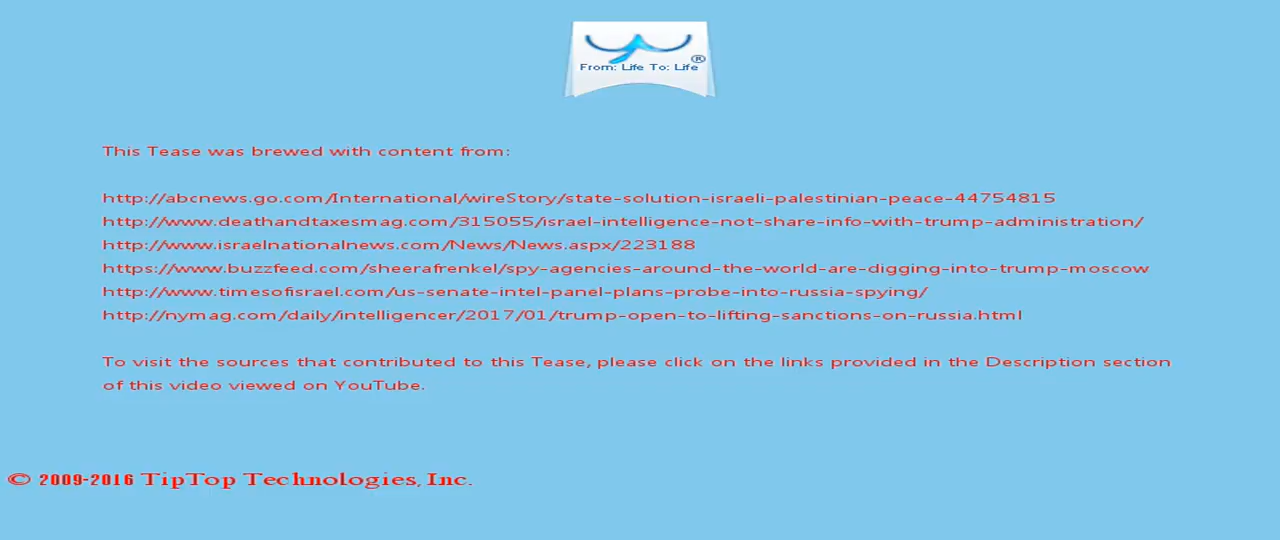 From: Life To: Life®
This Tease was brewed with content from:
http://abcnews.go.com/International/wireStory/state-solution-israeli-palestinian-peace-44754815
http://www.deathandtaxesmag.com/315055/israel-intelligence-not-share-info-with-trump-administration/
http://www.israelnationalnews.com/News/News.aspx/223188
https://www.buzzfeed.com/sheerafrenkel/spy-agencies-around-the-world-are-digging-into-trump-moscow
http://www.timesofisrael.com/us-senate-intel-panel-plans-probe-into-russia-spying/
http://nymag.com/daily/intelligencer/2017/01/trump-open-to-lifting-sanctions-on-russia.html
To visit the sources that contributed to this Tease, please click on the links provided in the Description section
of this video viewed on YouTube.
© 2009-2016 TipTop Technologies, Inc.